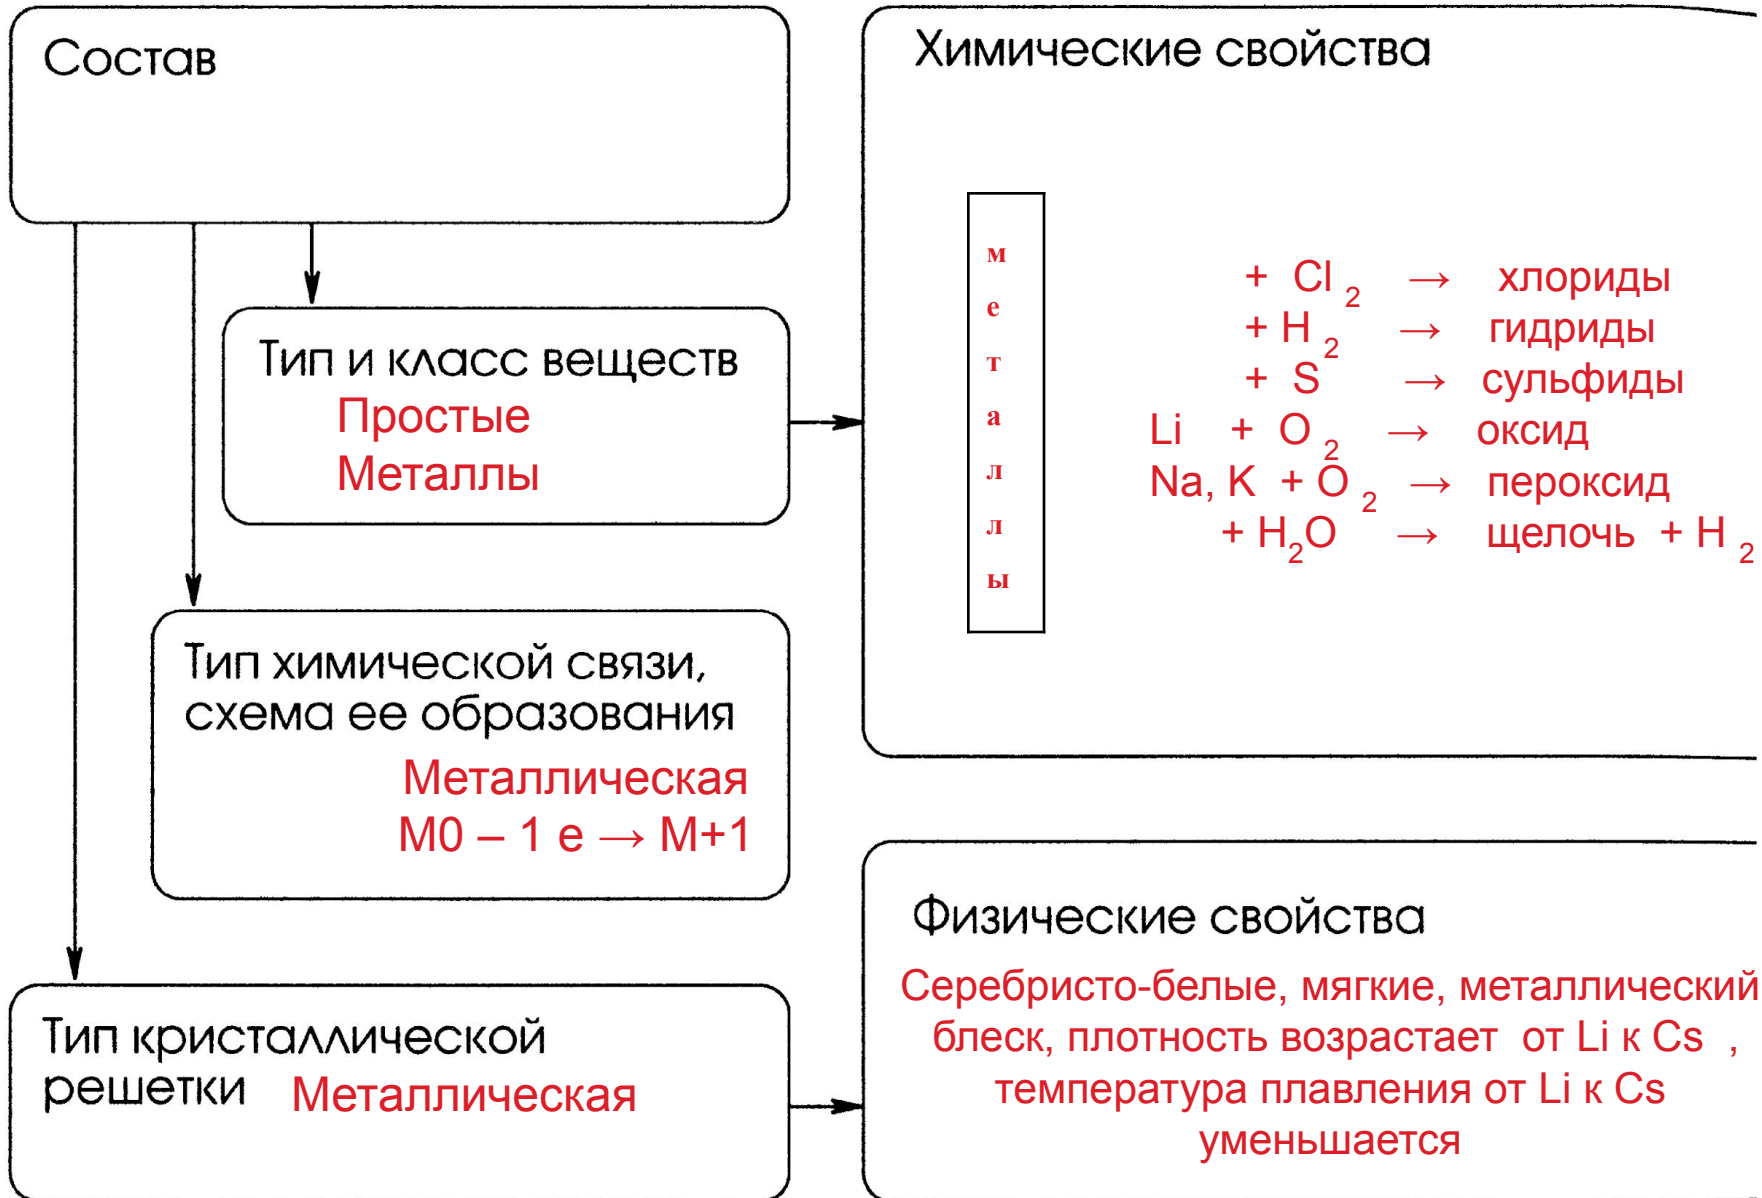 Состав
Тип и класс веществ
Простые
Металлы
Тип химической связи,
схема ее образования
Металлическая
М0 – 1 е → М+1
Тип кристаллической
решетки Металлическая
Химические свойства
м
е
т
а
л
л
ы
+ Cl 2 → хлориды
+ H 2 → гидриды
+ S → сульфиды
Li + O 2 → оксид
Na, K + O 2 → пероксид
+ H2O → щелочь + H 2
Физические свойства
Серебристо-белые, мягкие, металлический
блеск, плотность возрастает от Li к Cs ,
температура плавления от Li к Cs
уменьшается